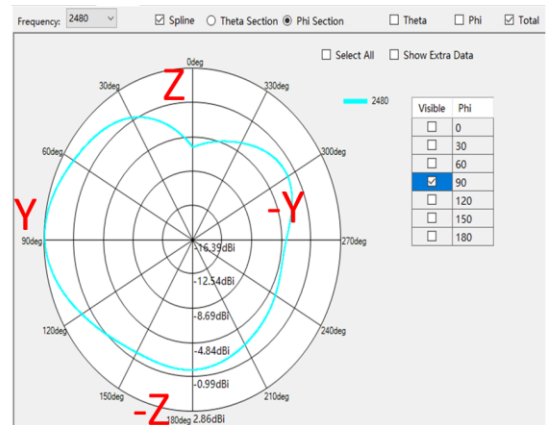 Frequency: 2480 Spline Theta Section Phi Section Theta Phi Total
Select All Show Extra Data
0deg
Z
30deg
330deg
2480
Visible Phi
0
30
60
90
120
150
180
60deg
300deg
Y
-Y
90deg
270deg
-16.39dBi
-12.54dBi
-8.69dBi
-4.84dBi
-0.99dBi
2.86dBi
120deg
240deg
150deg
210deg
-Z
180deg